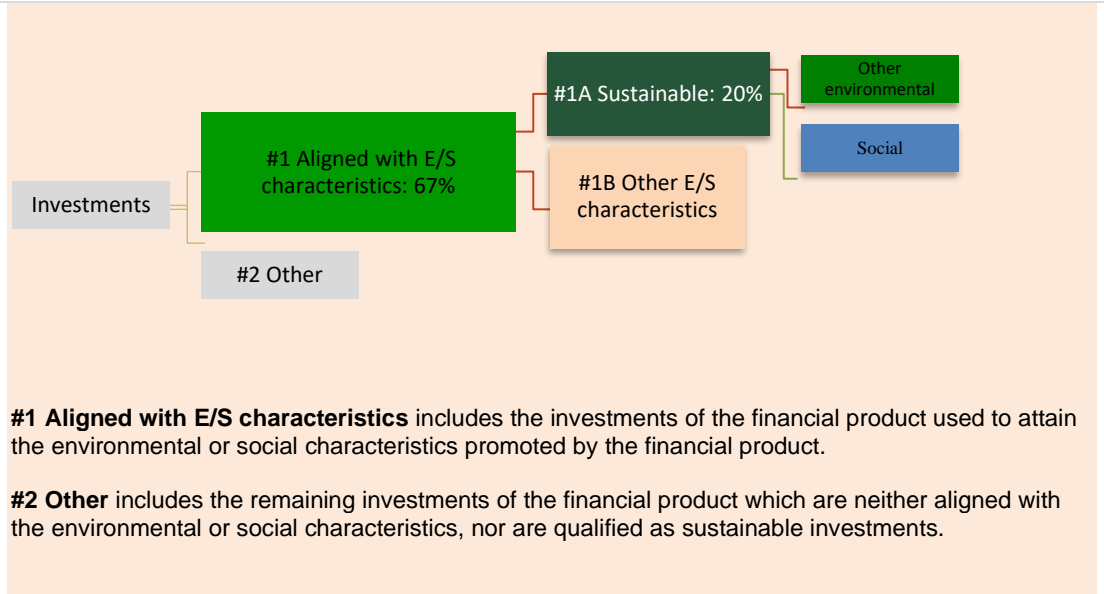 Investments
#1 Aligned with E/S
characteristics: 67%
#2 Other
#1A Sustainable: 20%
#1B Other E/S
characteristics
Other
environmental
Social
#1 Aligned with E/S characteristics includes the investments of the financial product used to attain
the environmental or social characteristics promoted by the financial product.
#2 Other includes the remaining investments of the financial product which are neither aligned with
the environmental or social characteristics, nor are qualified as sustainable investments.